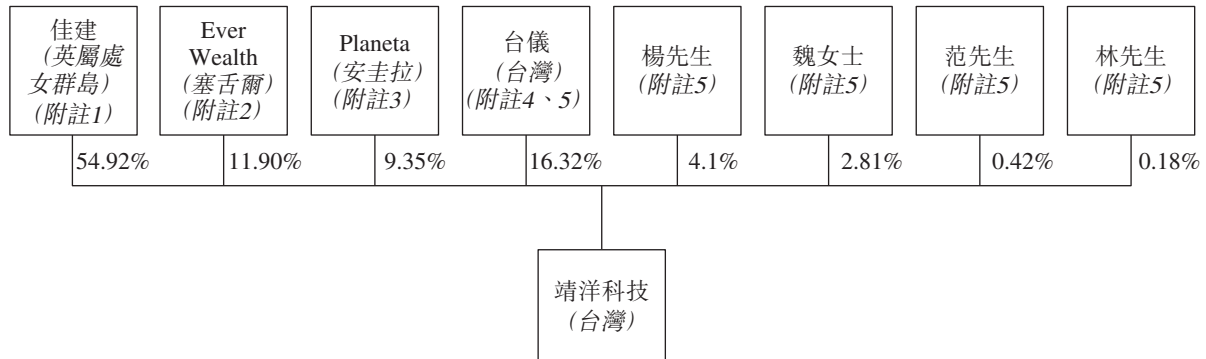 佳建
（英屬處
女群島）
（附註1）
Ever
Wealth
（塞舌爾）
（附註2）
Planeta
（安圭拉）
（附註3）
台儀
（台灣）
（附註4、5）
楊先生
（附註5）
魏女士
（附註5）
范先生
（附註5）
林先生
（附註5）
54.92%
11.90%
9.35%
16.32%
4.1%
2.81%
0.42%
0.18%
靖洋科技
（台灣）